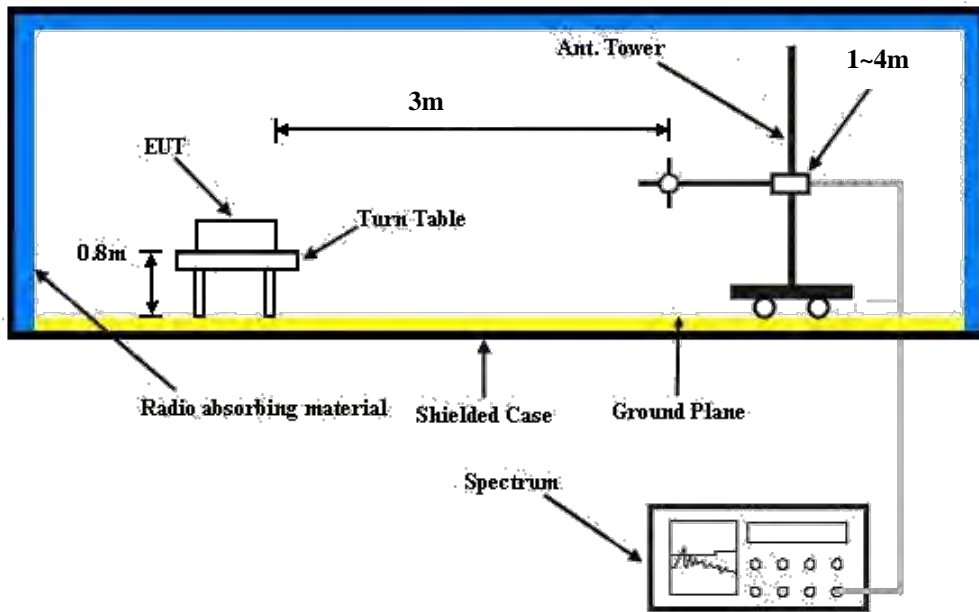 Ant. Tower
1~4m
3m
EUT
Turn Table
0.8m
Radio absorbing material
Shielded Case
Ground Plane
Spectrum